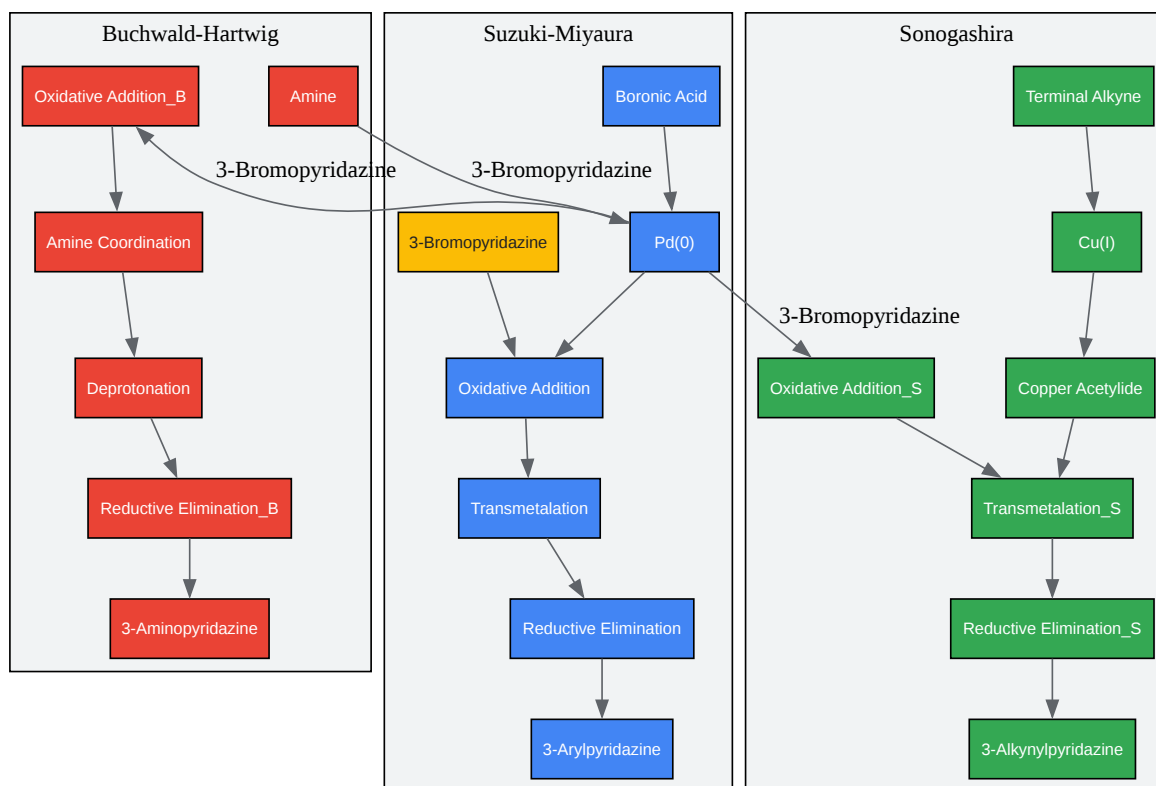 Buchwald-Hartwig
Suzuki-Miyaura
Sonogashira
Oxidative Addition_B
Amine
Boronic Acid
Terminal Alkyne
3-Bromopyridazine
3-Bromopyridazine
Amine Coordination
3-Bromopyridazine
Pd(0)
Cu(I)
3-Bromopyridazine
Deprotonation
Oxidative Addition
Oxidative Addition_S
Copper Acetylide
Reductive Elimination_B
Transmetalation
Transmetalation_S
3-Aminopyridazine
Reductive Elimination
Reductive Elimination_S
3-Arylpyridazine
3-Alkynylpyridazine